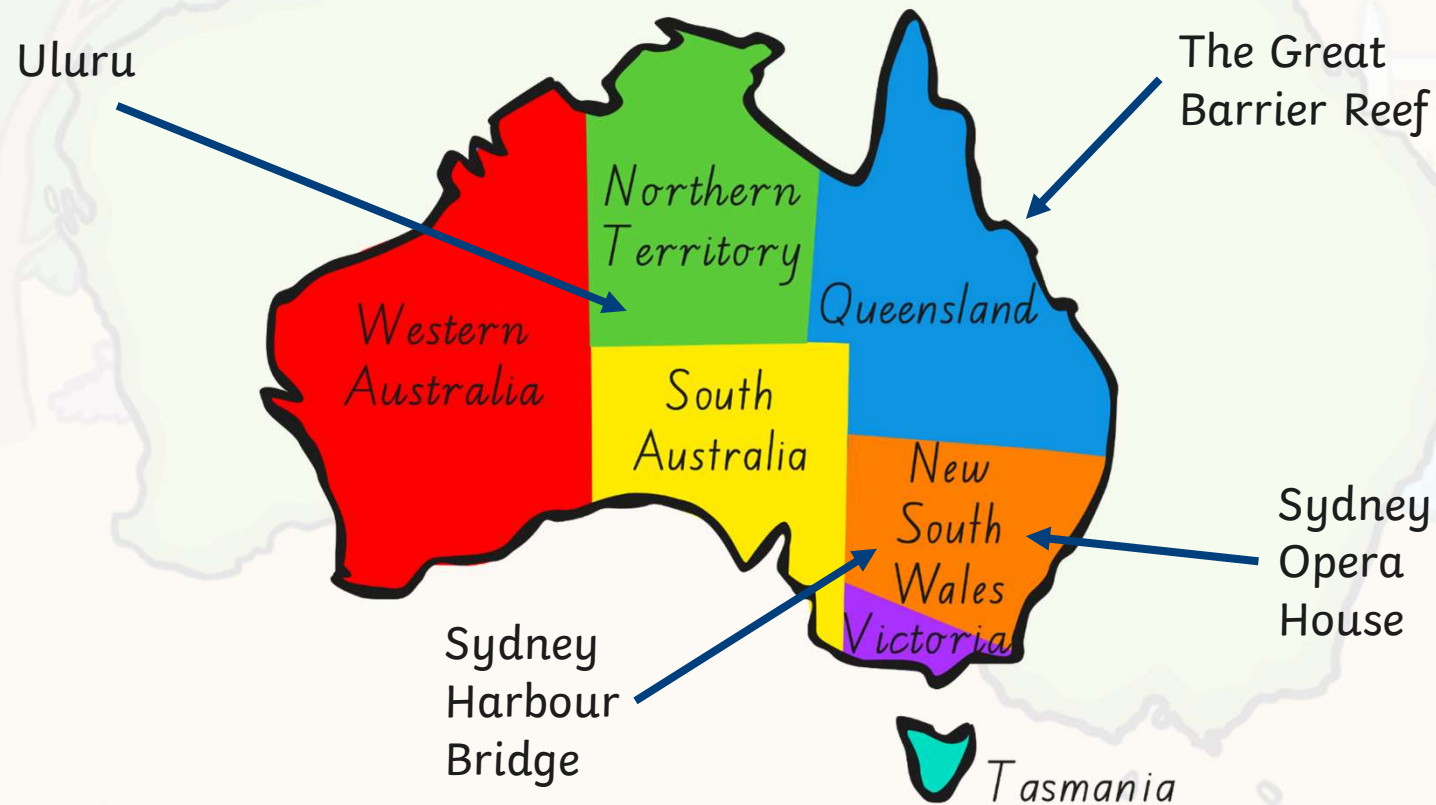 Uluru
The Great
Barrier Reef
Northern
Territory
Queensland
Western
Australia
South
Australia
New
South
Wales
Sydney
Opera
House
Victoria
Sydney
Harbour
Bridge
Tasmania